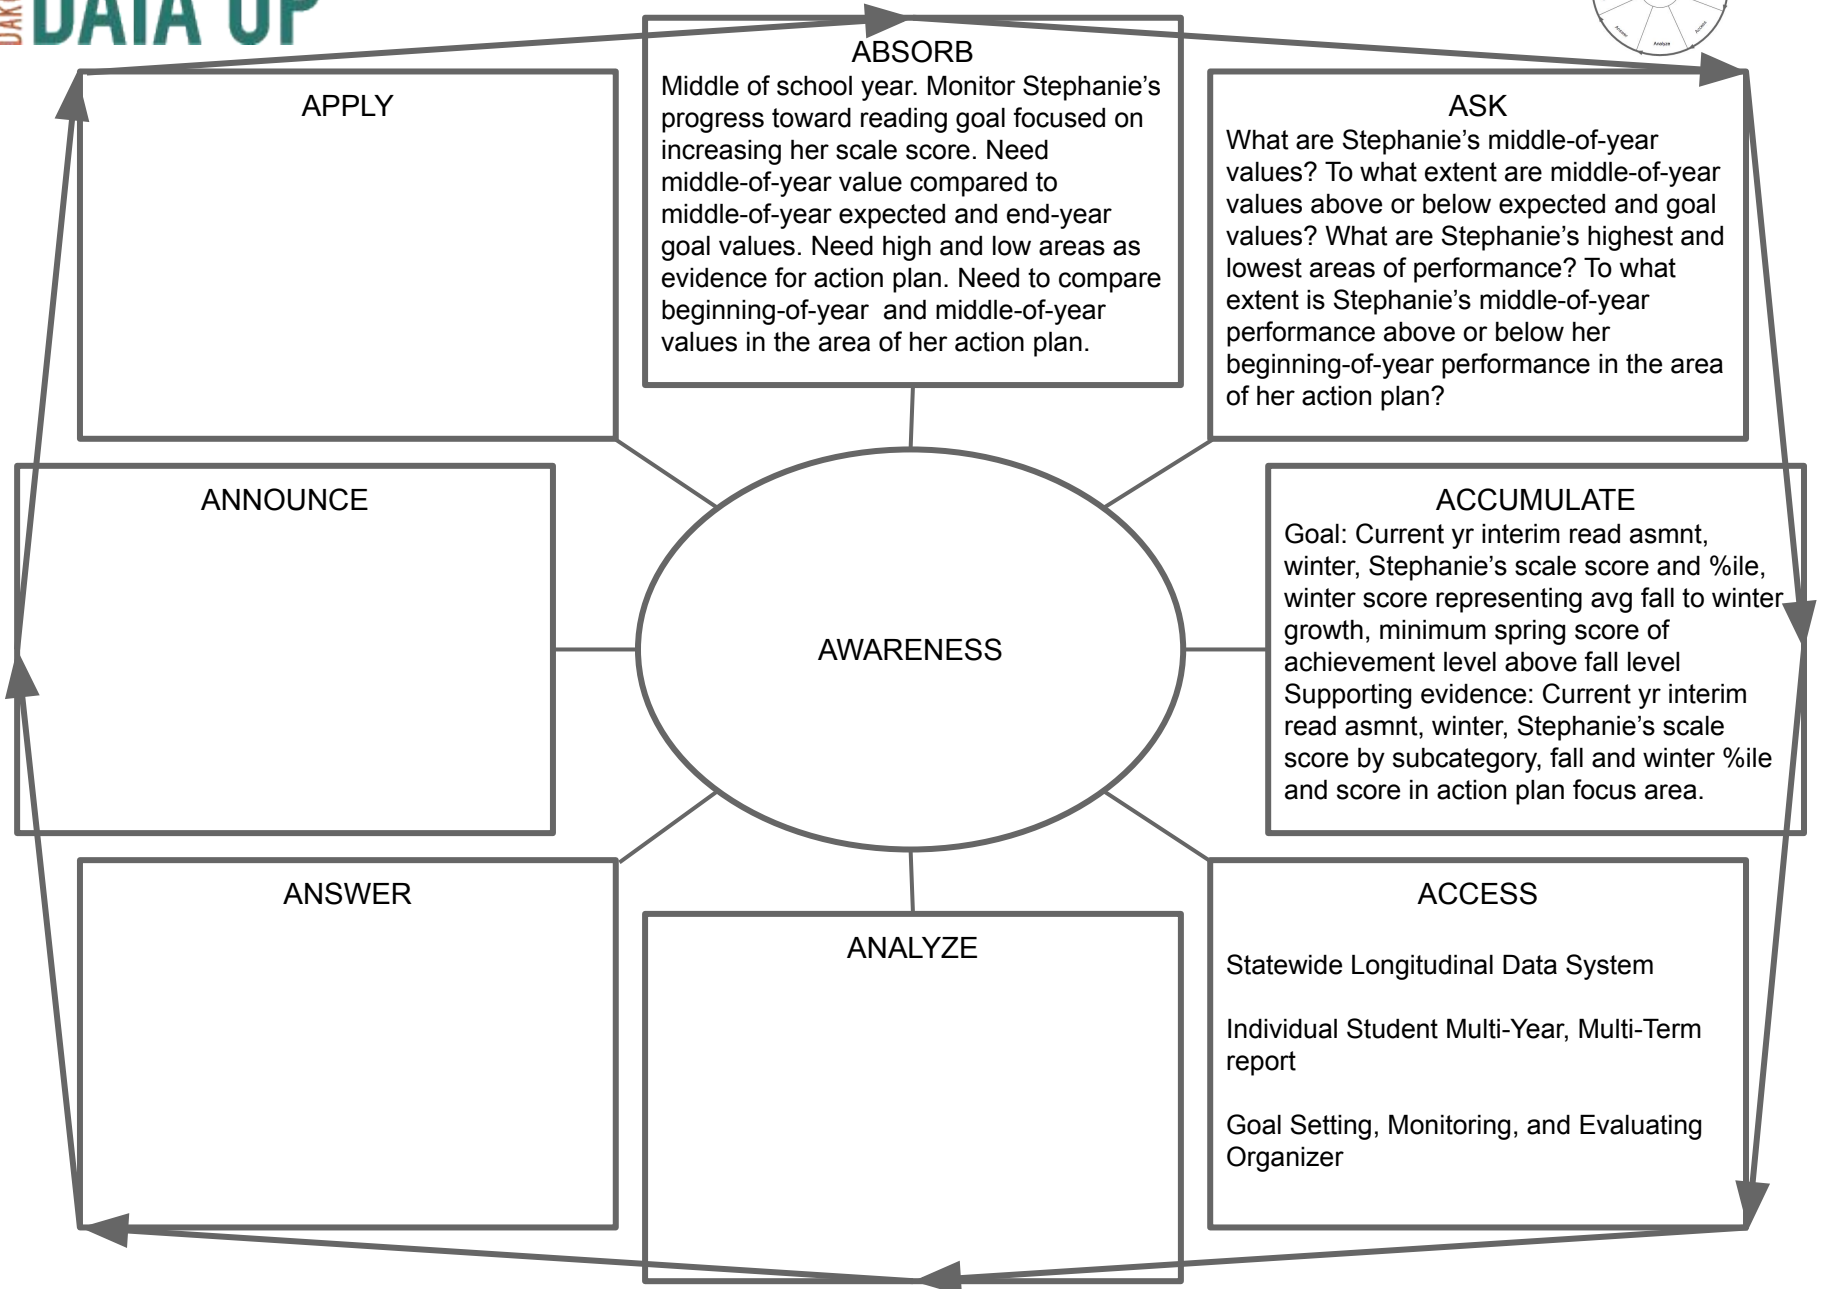 DATA UP
ABSORB
Middle of school year. Monitor Stephanie’s
progress toward reading goal focused on
increasing her scale score. Need
middle-of-year value compared to
middle-of-year expected and end-year
goal values. Need high and low areas as
evidence for action plan. Need to compare
beginning-of-year  and middle-of-year
values in the area of her action plan.
ASK
What are Stephanie’s middle-of-year
values? To what extent are middle-of-year
values above or below expected and goal
values? What are Stephanie’s highest and
lowest areas of performance? To what
extent is Stephanie’s middle-of-year
performance above or below her
beginning-of-year performance in the area
of her action plan?
ACCUMULATE
Goal: Current yr interim read asmnt,
winter, Stephanie’s scale score and %ile,
winter score representing avg fall to winter
growth, minimum spring score of
achievement level above fall level
Supporting evidence: Current yr interim
read asmnt, winter, Stephanie’s scale
score by subcategory, fall and winter %ile
and score in action plan focus area.
ACCESS
Statewide Longitudinal Data System
Individual Student Multi-Year, Multi-Term
report
Goal Setting, Monitoring, and Evaluating
Organizer
ANALYZE
ANSWER
ANNOUNCE
APPLY
AWARENESS
Answer
Analyze
Access